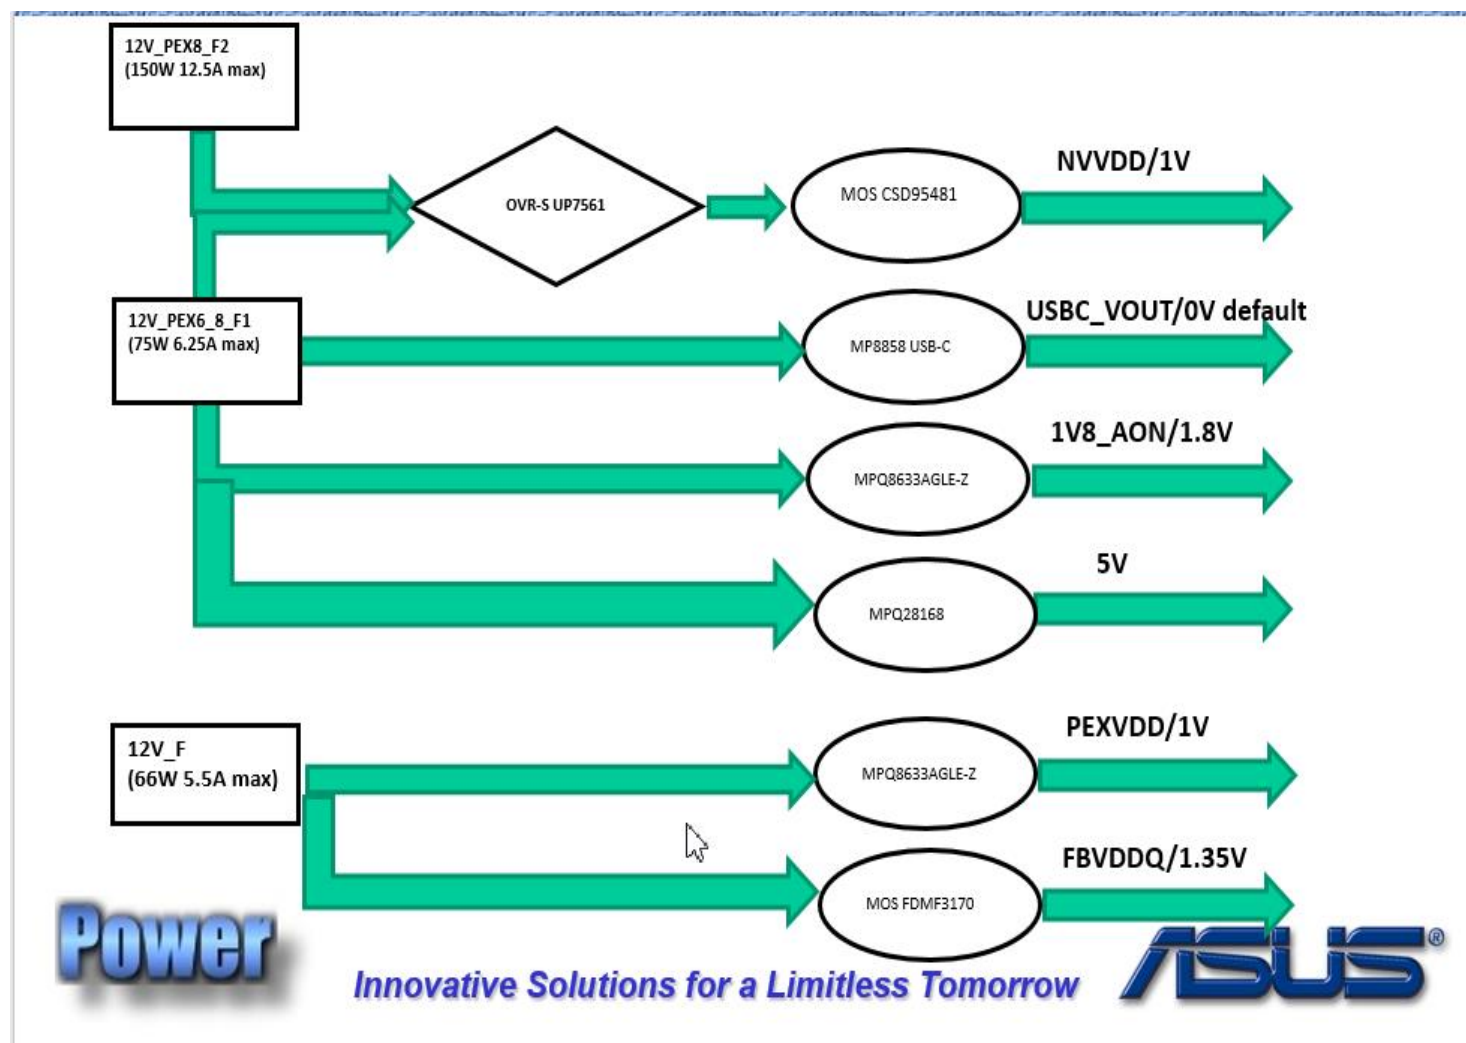 12V_PEX8_F2
(150W 12.5A max)
OVR-S UP7561
MOS CSD95481
NVVDD/1V
12V_PEX6_8_F1
(75W 6.25A max)
MP8858 USB-C
USBC_VOUT/0V default
MPQ8633AGLE-Z
1V8_AON/1.8V
MPQ28168
5V
12V_F
(66W 5.5A max)
MPQ8633AGLE-Z
PEXVDD/1V
MOS FDMF3170
FBVDDQ/1.35V
Power
Innovative Solutions for a Limitless Tomorrow
ASUS®